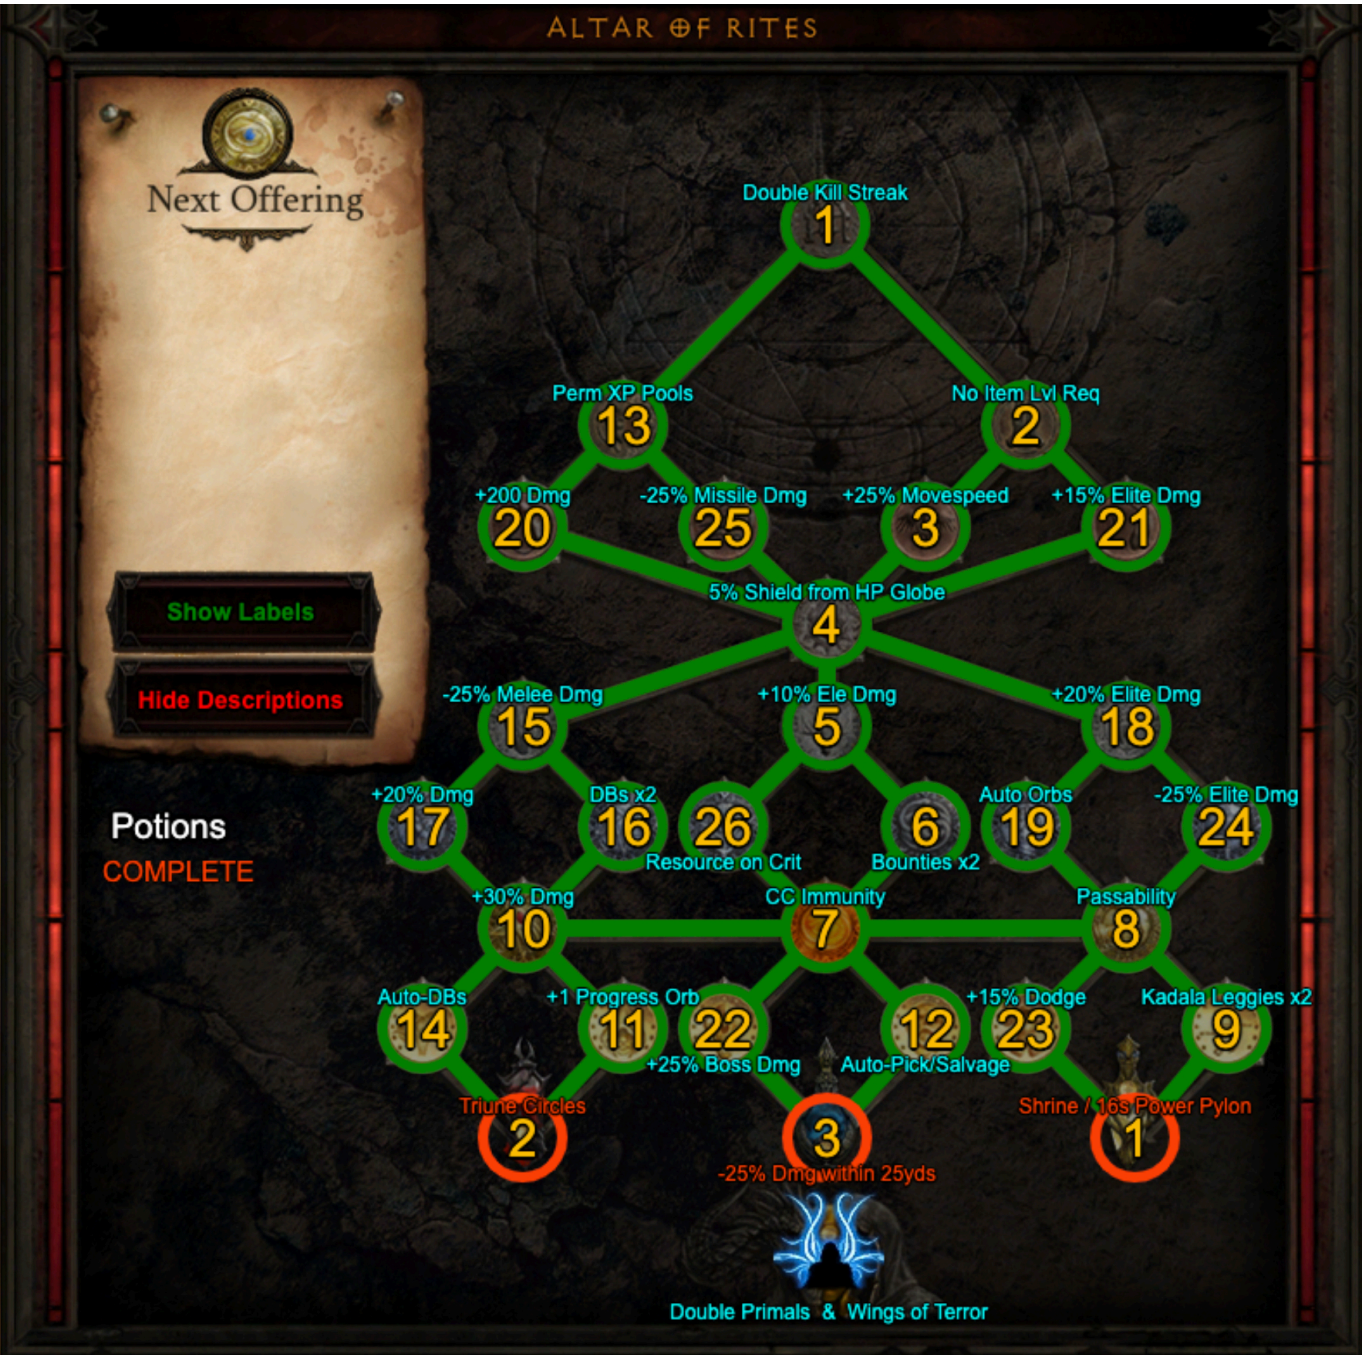 ALTAR OF RITES
Next Offering
Show Labels
Hide Descriptions
Potions
COMPLETE
Double Kill Streak
1
Perm XP Pools
13
No Item Lvl Req
2
+200 Dmg
20
-25% Missile Dmg
25
+25% Movespeed
3
+15% Elite Dmg
21
5% Shield from HP Globe
4
-25% Melee Dmg
15
+10% Ele Dmg
5
+20% Elite Dmg
18
+20% Dmg
17
DBs x2
16
26
Resource on Crit
6
Bounties x2
Auto Orbs
19
-25% Elite Dmg
24
+30% Dmg
10
CC Immunity
7
Passability
8
Auto-DBs
14
+1 Progress Orb
11
22
+25% Boss Dmg
12
Auto-Pick/Salvage
+15% Dodge
23
Kadala Leggies x2
9
Triune Circles
2
3
-25% Dmg within 25yds
Shrine / 16s Power Pylon
1
Double Primals & Wings of Terror